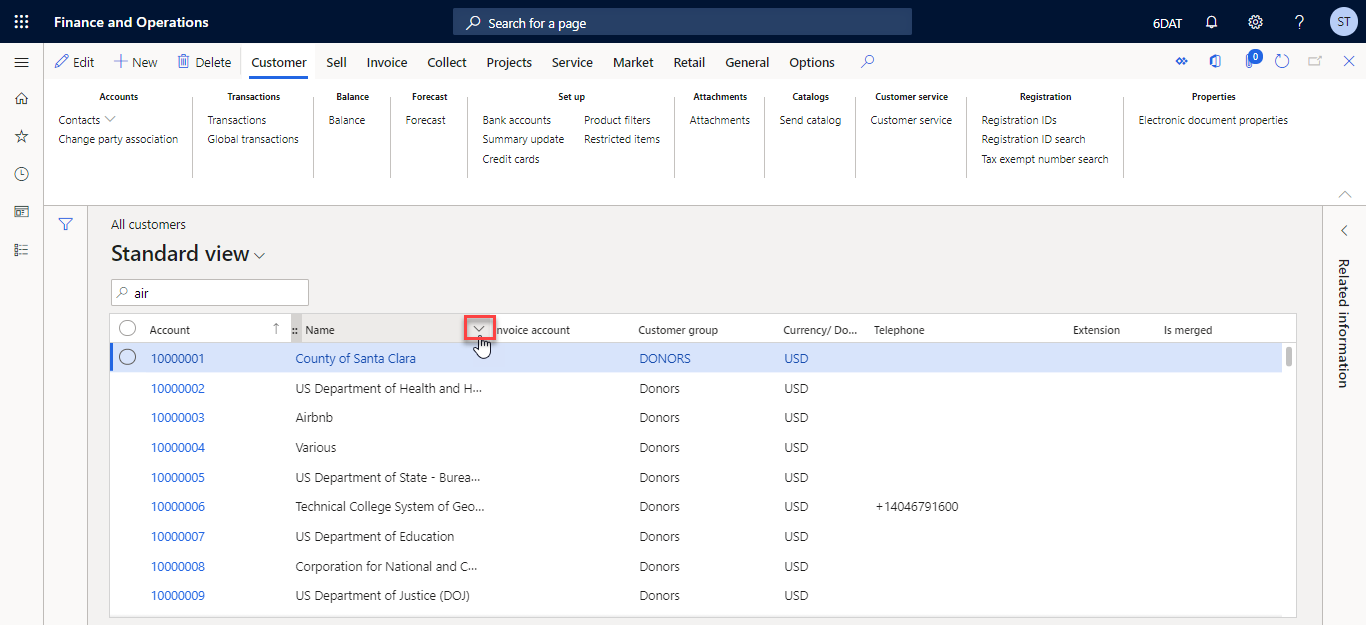 Finance and Operations
Search for a page
6DAT
ST
Edit
New
Delete
Customer
Sell
Invoice
Collect
Projects
Service
Market
Retail
General
Options
0
Accounts
Contacts
Change party association
Transactions
Transactions
Global transactions
Balance
Balance
Forecast
Forecast
Set up
Bank accounts
Summary update
Credit cards
Product filters
Restricted items
Attachments
Attachments
Catalogs
Send catalog
Customer service
Customer service
Registration
Registration IDs
Registration ID search
Tax exempt number search
Properties
Electronic document properties
All customers
Standard view
air
Account Name nvoice account Customer group Currency/ Do... Telephone Extension Is merged
10000001 County of Santa Clara DONORS USD
10000002 US Department of Health and H... Donors USD
10000003 Airbnb Donors USD
10000004 Various Donors USD
10000005 US Department of State - Burea... Donors USD
10000006 Technical College System of Geo... Donors USD +14046791600
10000007 US Department of Education Donors USD
10000008 Corporation for National and C... Donors USD
10000009 US Department of Justice (DOJ) Donors USD
Related information